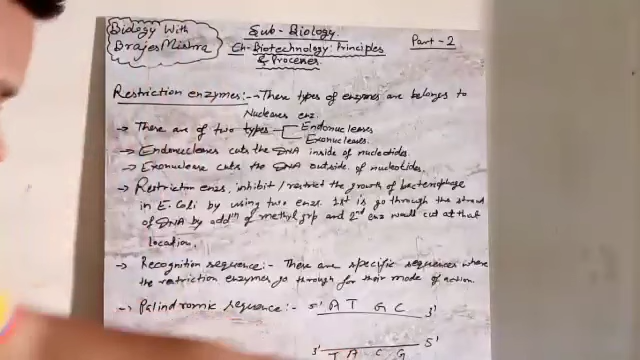 Biology With
Brajes Mishra
Sub - Biology
Ch- Biotechnology: Principles
& Processes
Part - 2
Restriction enzymes:- These types of enzymes are belongs to
Nucleases enz.
→ There are of two types - Endonucleases
Exonucleases.
→ Endonucleases cuts the DNA inside of nucleotides.
→ Exonuclease cuts the DNA outside of nucleotides.
→ Restriction enzs. inhibit / restrict the growth of bacteriophage
in E. Coli by using two enzs. 1st is go through the strand
of DNA by addn of methyl grp and 2nd enz would cut at that
location.
→ Recognition sequence:- There are specific sequences where
the restriction enzymes go through for their mode of action.
→ Palindromic sequence:- 5' A T G C 3'
3' T A C G 5'